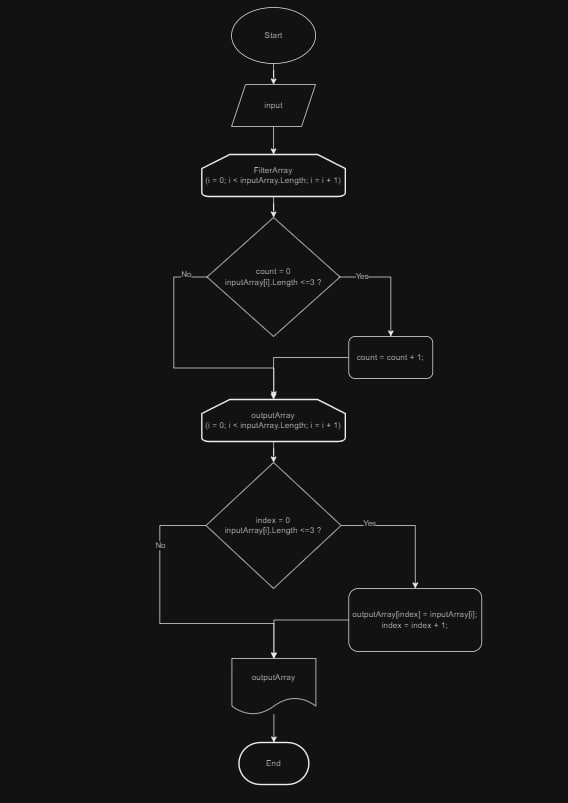 Start
input
FilterArray
(i = 0; i < inputArray.Length; i = i + 1)
count = 0
inputArray[i].Length <=3 ?
No
Yes
count = count + 1;
outputArray
(i = 0; i < inputArray.Length; i = i + 1)
index = 0
inputArray[i].Length <=3 ?
Yes
No
outputArray[index] = inputArray[i];
index = index + 1;
outputArray
End